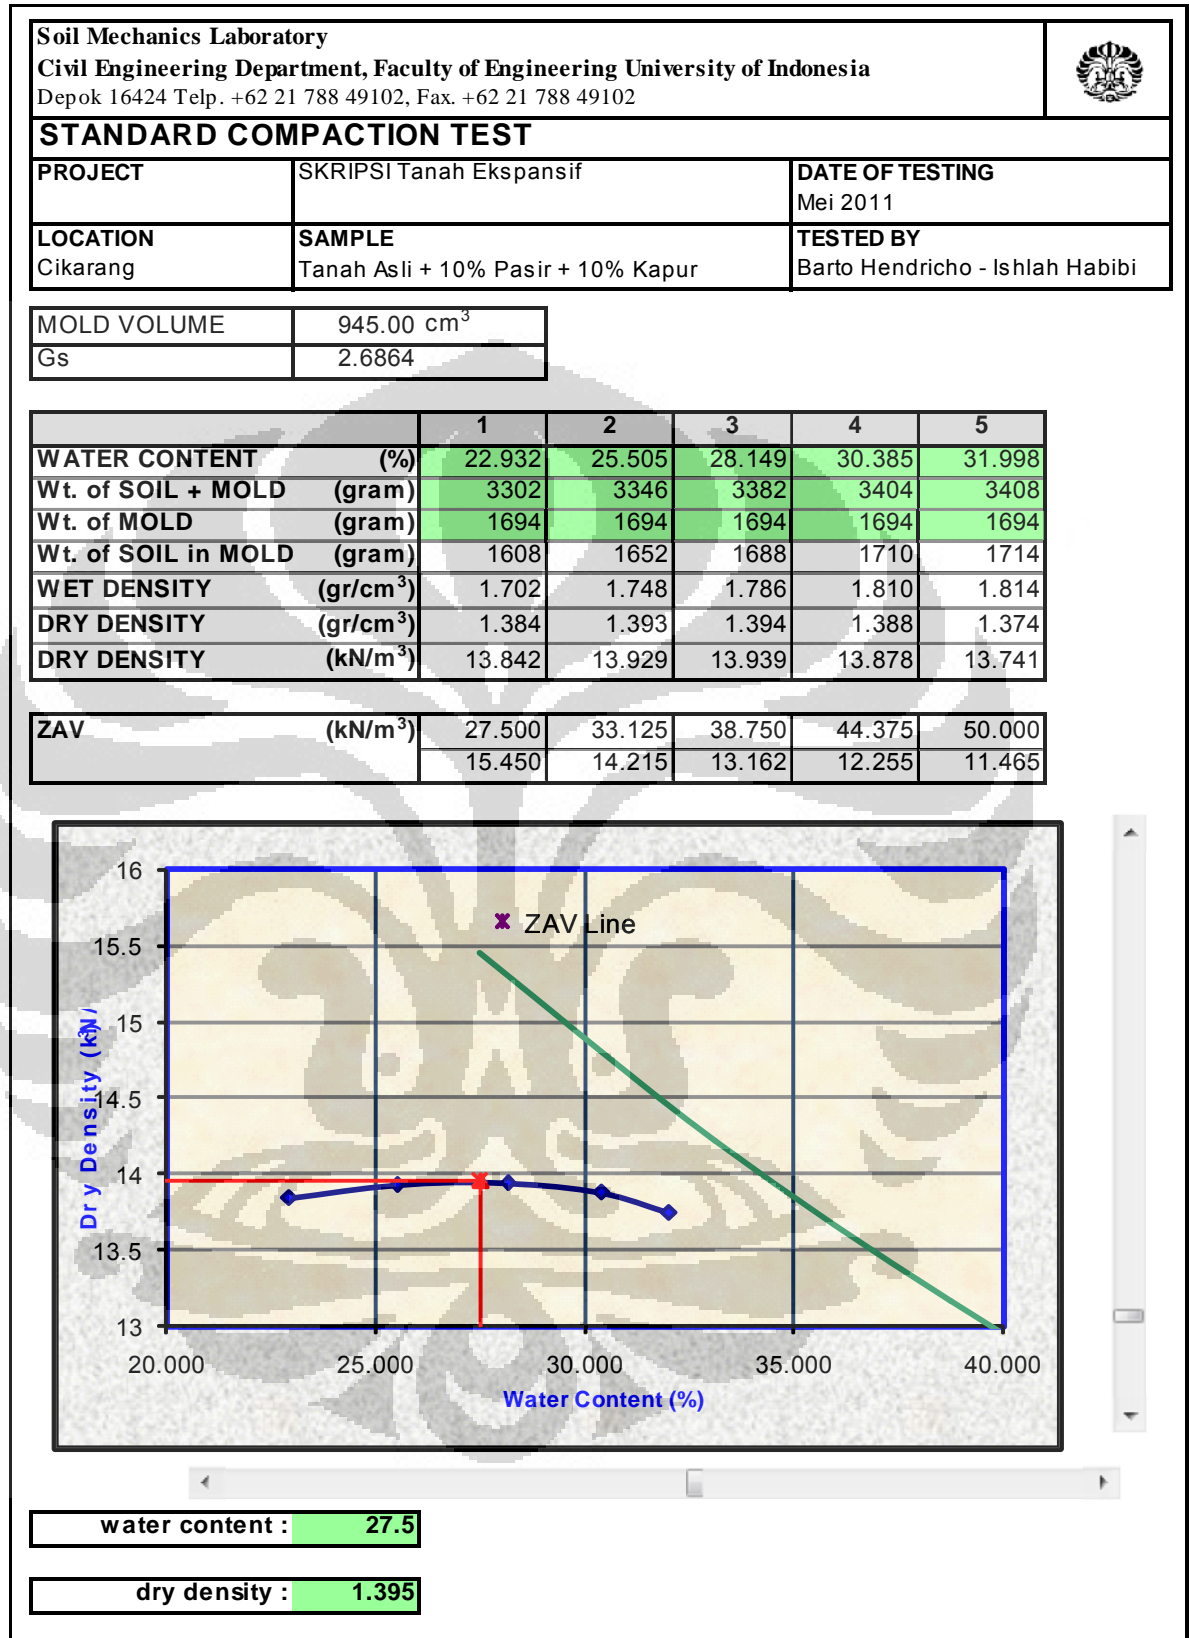 Soil Mechanics Laboratory
Civil Engineering Department, Faculty of Engineering University of Indonesia
Depok 16424 Telp. +62 21 788 49102, Fax. +62 21 788 49102
STANDARD COMPACTION TEST
PROJECT SKRIPSI Tanah Ekspansif DATE OF TESTING
Mei 2011
LOCATION SAMPLE TESTED BY
Cikarang Tanah Asli + 10% Pasir + 10% Kapur Barto Hendricho - Ishlah Habibi
MOLD VOLUME 945.00 cm³
Gs 2.6864
1 2 3 4 5
WATER CONTENT (%) 22.932 25.505 28.149 30.385 31.998
Wt. of SOIL + MOLD (gram) 3302 3346 3382 3404 3408
Wt. of MOLD (gram) 1694 1694 1694 1694 1694
Wt. of SOIL in MOLD (gram) 1608 1652 1688 1710 1714
WET DENSITY (gr/cm³) 1.702 1.748 1.786 1.810 1.814
DRY DENSITY (gr/cm³) 1.384 1.393 1.394 1.388 1.374
DRY DENSITY (kN/m³) 13.842 13.929 13.939 13.878 13.741
ZAV (kN/m³) 27.500 33.125 38.750 44.375 50.000
15.450 14.215 13.162 12.255 11.465
16
ZAV Line
15.5
15
14.5
14
13.5
13
Dry Density (kN/
20.000 25.000 30.000 35.000 40.000
Water Content (%)
water content : 27.5
dry density : 1.395